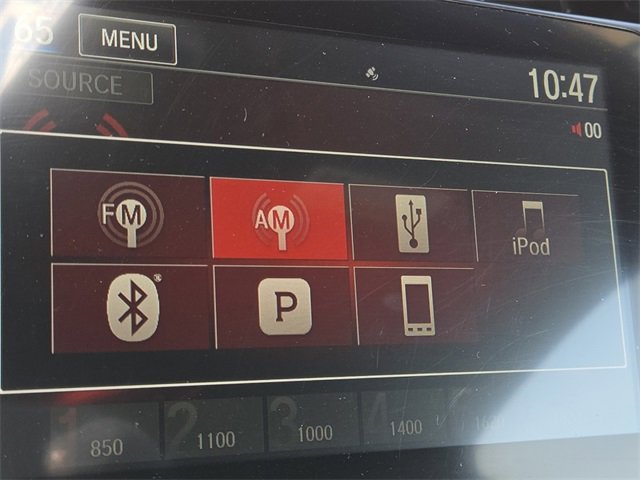 65
MENU
SOURCE
10:47
00
FM
AM
iPod
P
1 850
2 1100
3 1000
4 1400